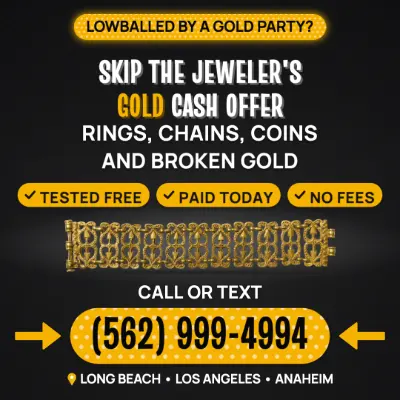 LOWBALLED BY A GOLD PARTY?
SKIP THE JEWELER'S
GOLD CASH OFFER
RINGS, CHAINS, COINS
AND BROKEN GOLD
✓ TESTED FREE ✓ PAID TODAY ✓ NO FEES
CALL OR TEXT
(562) 999-4994
LONG BEACH • LOS ANGELES • ANAHEIM